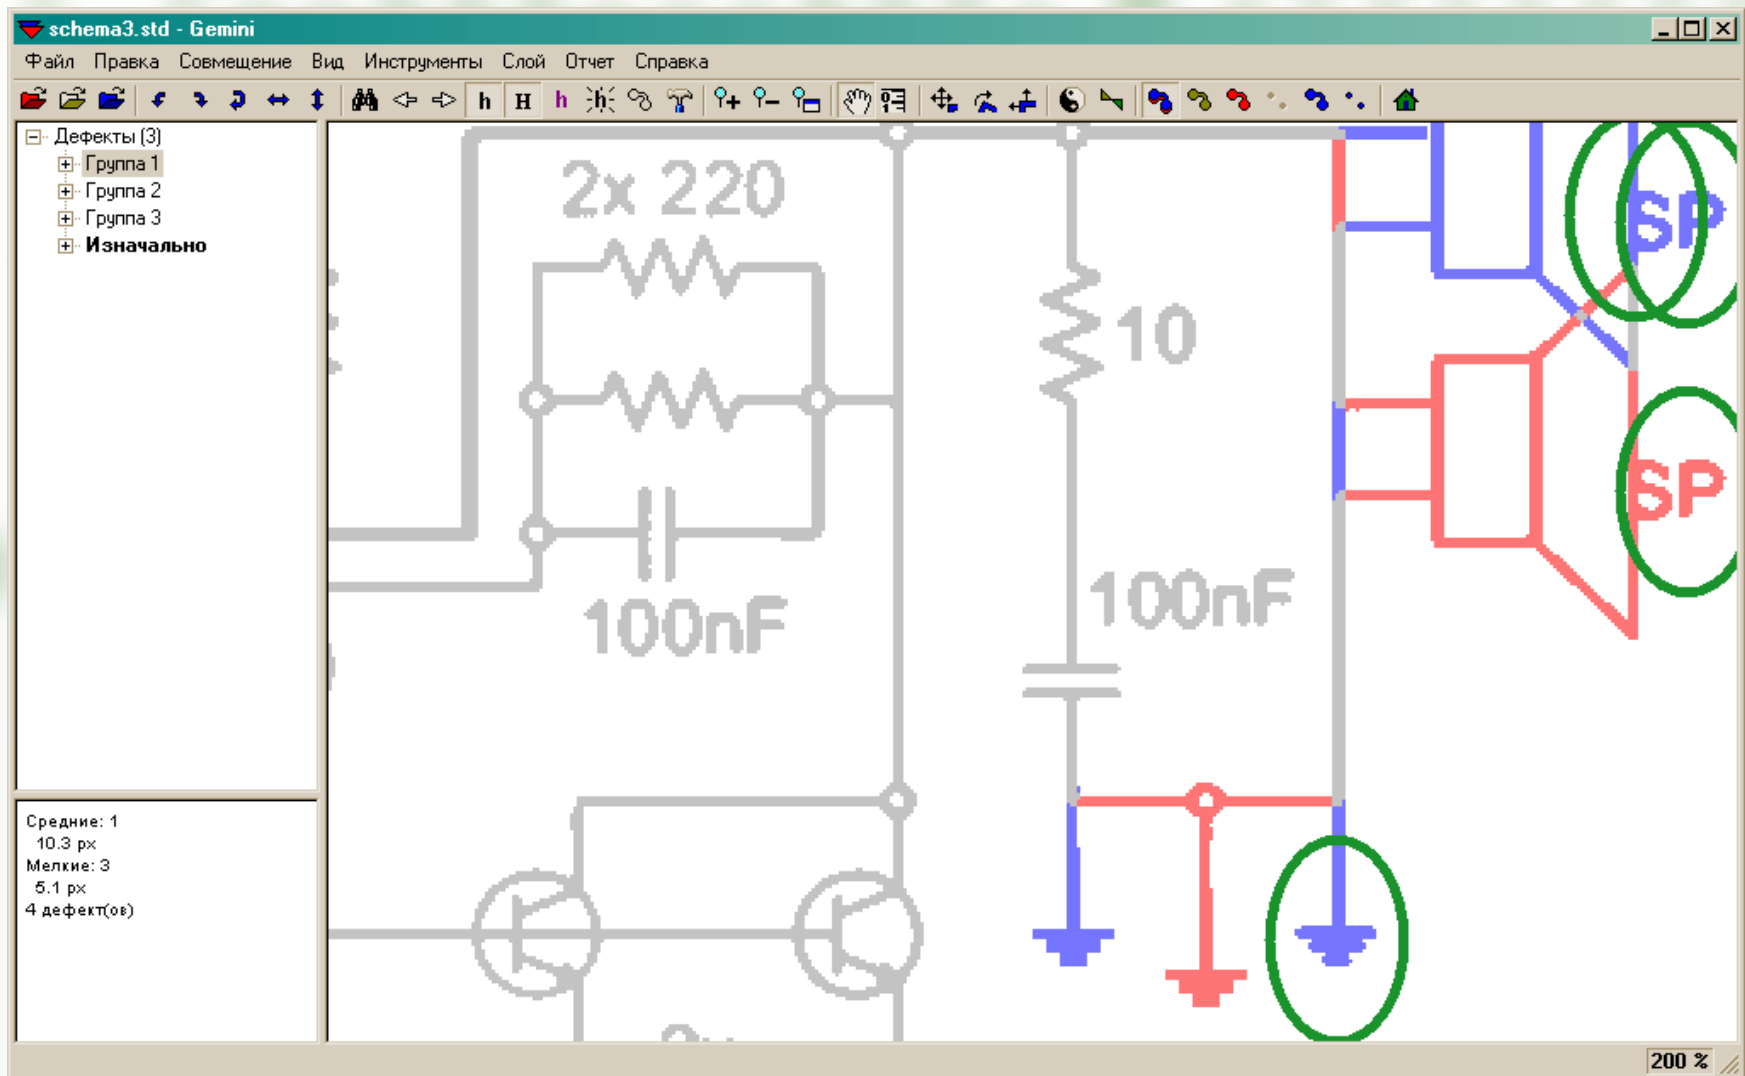 schema3.std - Gemini
Файл Правка Совмещение Вид Инструменты Слой Отчет Справка
h H h h
Дефекты (3)
Группа 1
Группа 2
Группа 3
Изначально
2x 220
SP
10
SP
100nF
100nF
Средние: 1
10.3 px
Мелкие: 3
5.1 px
4 дефект(ов)
200 %